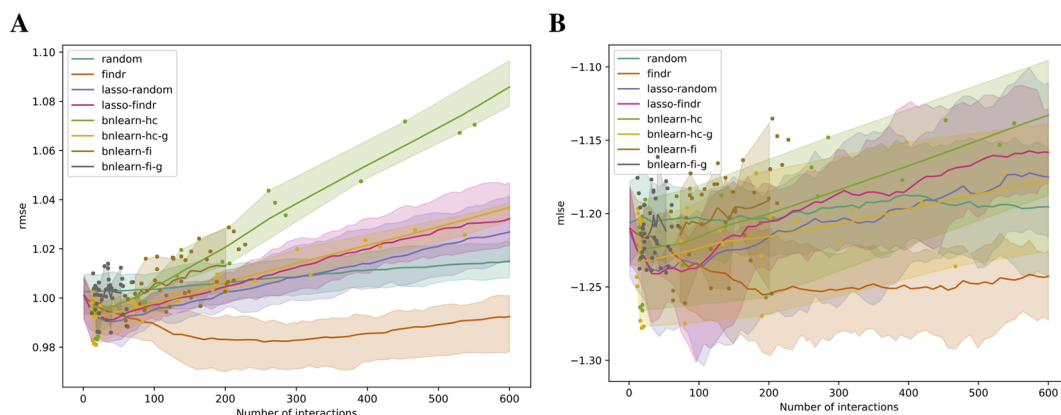 A
1.10
1.08
1.06
1.04
1.02
1.00
0.98
rmse
random
findr
lasso-random
lasso-findr
bnlearn-hc
bnlearn-hc-g
bnlearn-fi
bnlearn-fi-g
0 100 200 300 400 500 600
Number of interactions
B
−1.10
−1.15
−1.20
−1.25
−1.30
mlse
random
findr
lasso-random
lasso-findr
bnlearn-hc
bnlearn-hc-g
bnlearn-fi
bnlearn-fi-g
0 100 200 300 400 500 600
Number of interactions